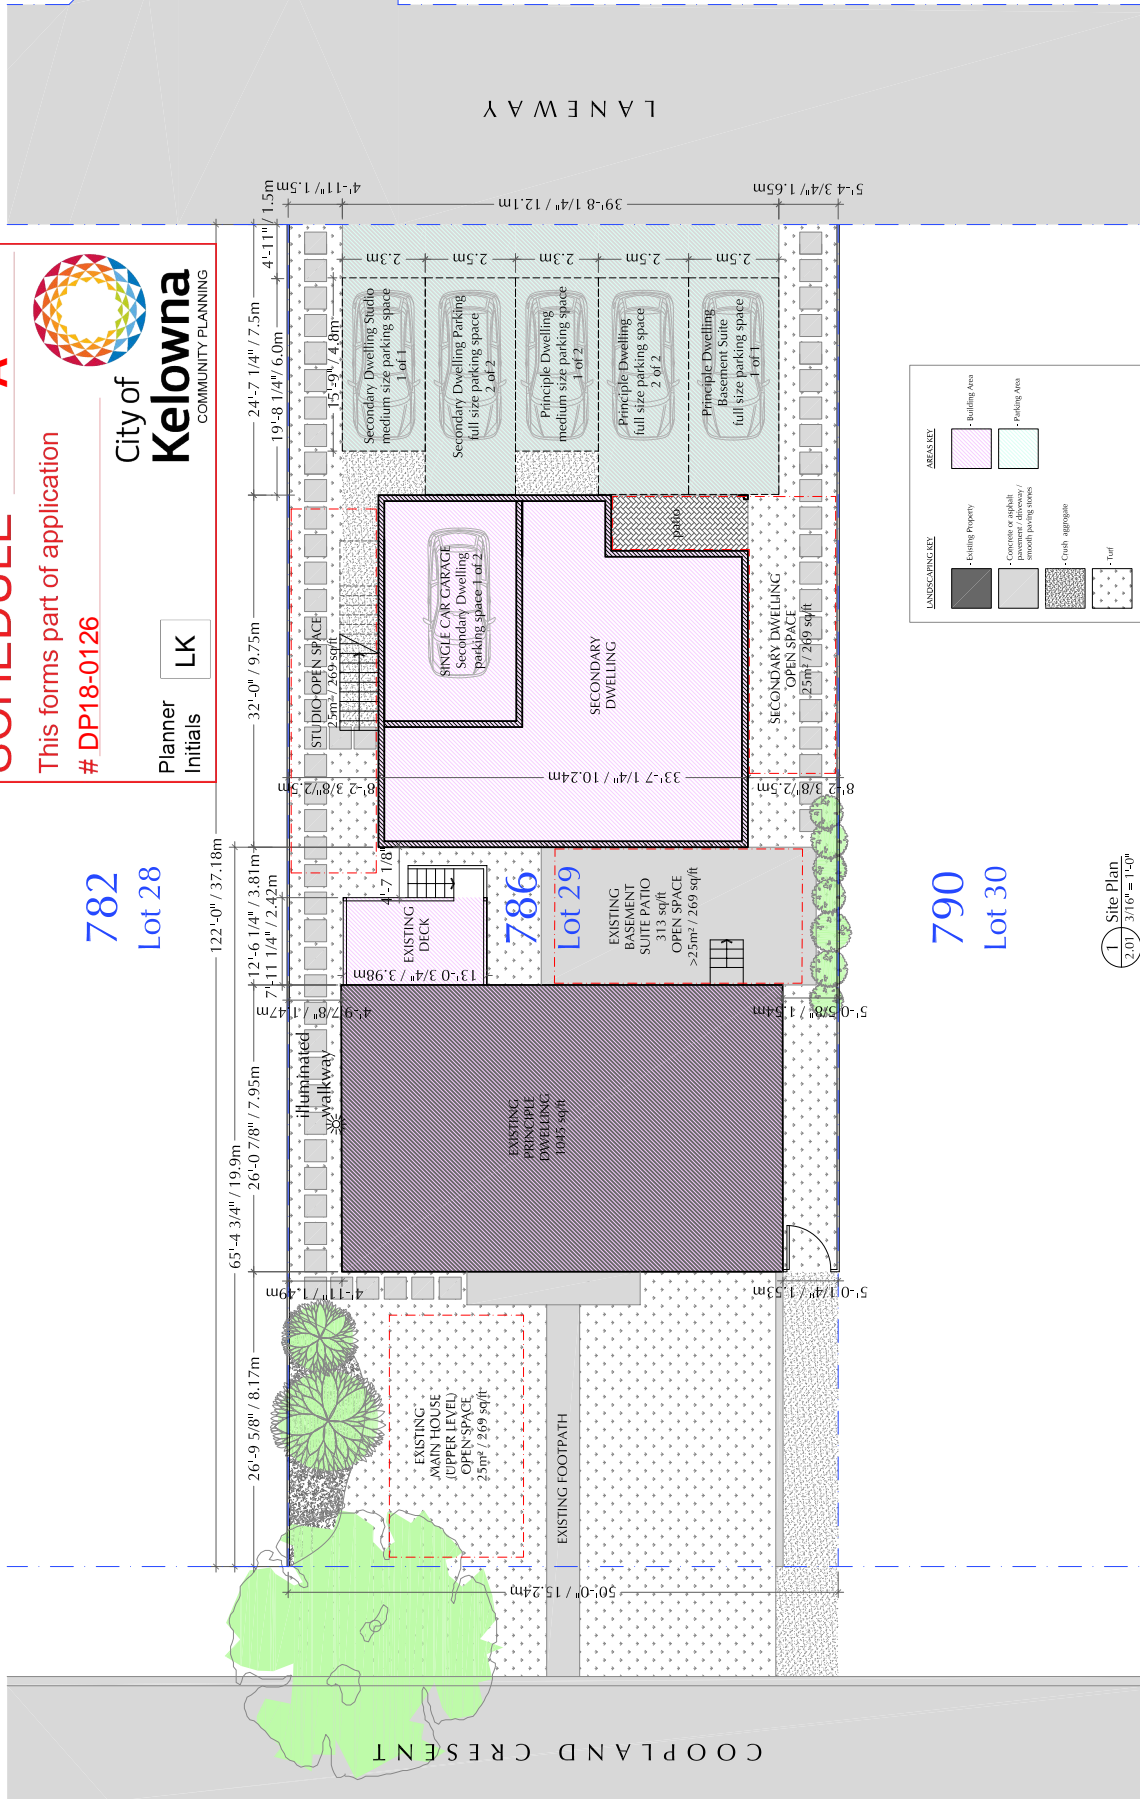 LANEWAY
SCHEDULE A
This forms part of application
# DP18-0126
Planner
Initials
LK
City of
Kelowna
COMMUNITY PLANNING
4'-11" / 1.5m
39'-8 1/4" / 12.1m
5'-4 3/4" / 1.65m
4'-11" / 1.5m
24'-7 1/4" / 7.5m
19'-8 1/4" / 6.0m
15'-9" / 4.8m
2.3m
2.5m
2.3m
2.5m
2.5m
Secondary Dwelling Studio
medium size parking space
1 of 1
Secondary Dwelling Parking
full size parking space
2 of 2
Principle Dwelling
medium size parking space
1 of 2
Principle Dwelling
full size parking space
2 of 2
Principle Dwelling
Basement Suite
full size parking space
1 of 1
32'-0" / 9.75m
STUDIO OPEN SPACE
25m² / 269 sq/ft
SINGLE CAR GARAGE
Secondary Dwelling
parking space 1 of 2
patio
SECONDARY
DWELLING
SECONDARY DWELLING
OPEN SPACE
25m² / 269 sq/ft
8'-2 3/8"/2.5m
33'-7 1/4" / 10.24m
8'-2 3/8"/2.5m
782
Lot 28
122'-0" / 37.18m
12'-6 1/4" / 3.81m
7'-11 1/4" / 2.42m
4'-7 1/8"
EXISTING
DECK
13'-0 3/4" / 3.98m
786
Lot 29
EXISTING
BASEMENT
SUITE PATIO
313 sq/ft
OPEN SPACE
>25m² / 269 sq/ft
790
Lot 30
4'-9 7/8" / 1.47m
5'-0 5/8" / 1.54m
illuminated
walkway
65'-4 3/4" / 19.9m
26'-0 7/8" / 7.95m
EXISTING
PRINCIPLE
DWELLING
1045 sq/ft
4'-11" / 1.49m
5'-0 1/4" / 1.53m
26'-9 5/8" / 8.17m
EXISTING
MAIN HOUSE
(UPPER LEVEL)
OPEN SPACE
25m² / 269 sq/ft
EXISTING FOOTPATH
50'-0" / 15.24m
COOPLAND CRESENT
LANDSCAPING KEY
- Existing Property
- Concrete or asphalt
pavement / driveway /
smooth paving stones
- Crush aggregate
- Turf
AREAS KEY
- Building Area
- Parking Area
1
2.01
Site Plan
3/16" = 1'-0"